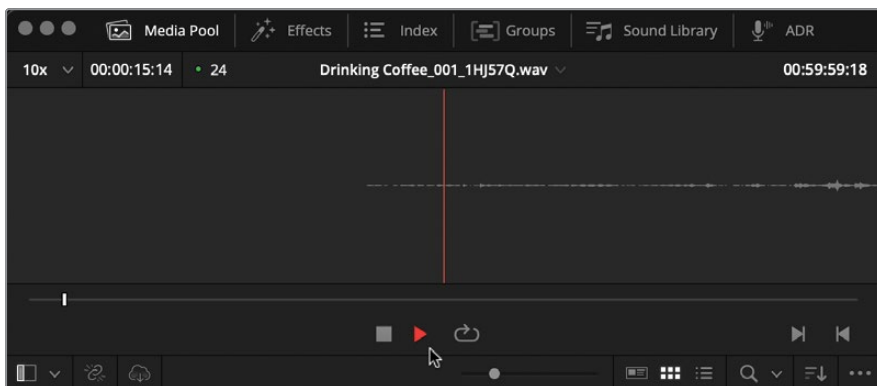 Media Pool Effects Index Groups Sound Library ADR
10x 00:00:15:14 24 Drinking Coffee_001_1HJ57Q.wav 00:59:59:18